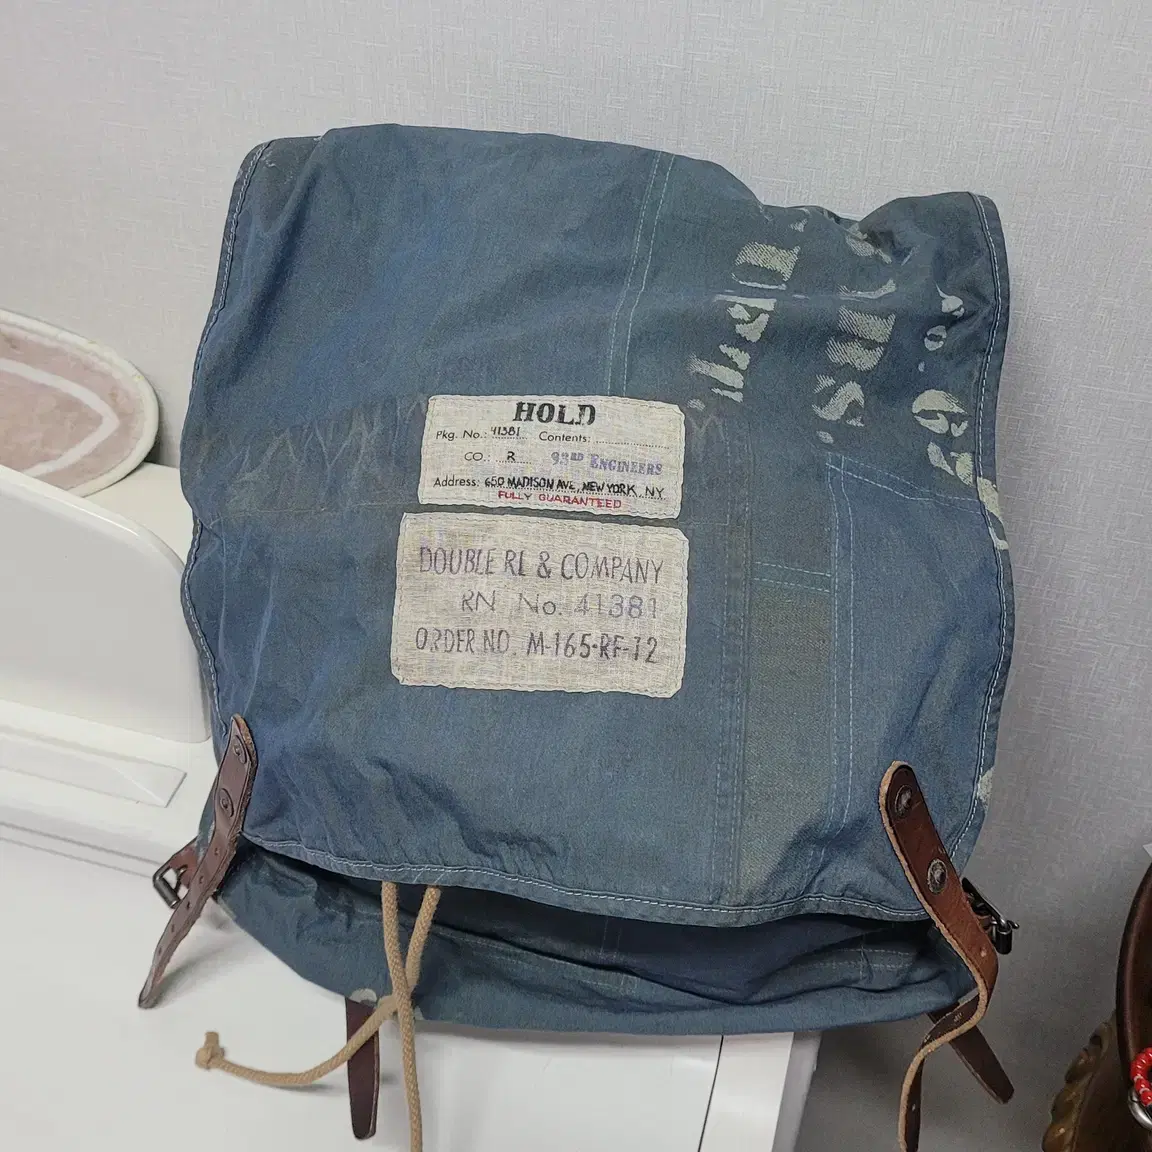 HOLD
Pkg. No.: 41381 Contents:
CO. R 93RD ENGINEERS
Address: 650 MADISON AVE, NEW YORK, NY
FULLY GUARANTEED
DOUBLE RL & COMPANY
RN No. 41381
ORDER NO. M-165-RF-T2